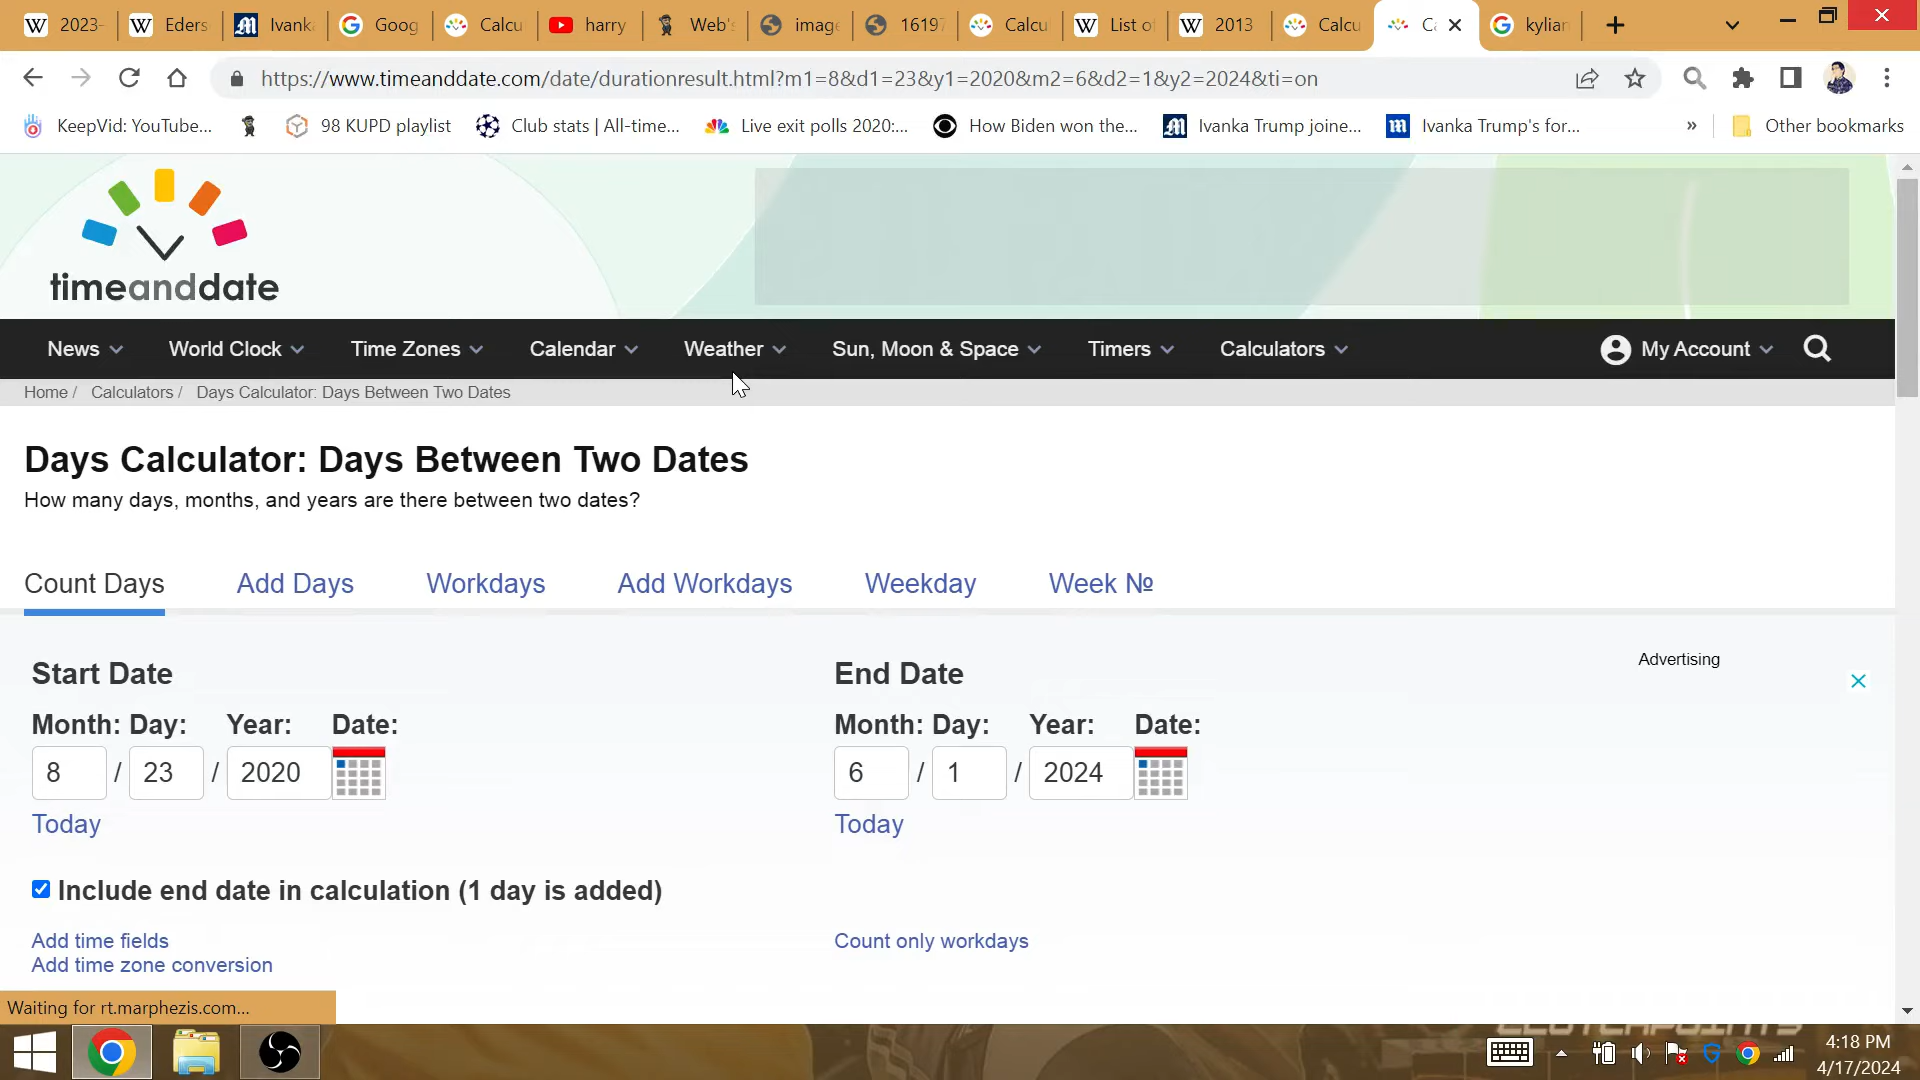 2023-
Eders
Ivank
Goog
Calcu
harry
Web's
image
16197
Calcu
List o
2013
Calcu
Ca
kylian
https://www.timeanddate.com/date/durationresult.html?m1=8&d1=23&y1=2020&m2=6&d2=1&y2=2024&ti=on
KeepVid: YouTube...
98 KUPD playlist
Club stats | All-time...
Live exit polls 2020:...
How Biden won the...
Ivanka Trump joine...
Ivanka Trump's for...
»
Other bookmarks
timeanddate
News
World Clock
Time Zones
Calendar
Weather
Sun, Moon & Space
Timers
Calculators
My Account
Home / Calculators / Days Calculator: Days Between Two Dates
Days Calculator: Days Between Two Dates
How many days, months, and years are there between two dates?
Count Days
Add Days
Workdays
Add Workdays
Weekday
Week №
Start Date
End Date
Month: Day: Year: Date:
Month: Day: Year: Date:
8 / 23 / 2020
6 / 1 / 2024
Today
Today
Advertising
Include end date in calculation (1 day is added)
Add time fields
Count only workdays
Add time zone conversion
Waiting for rt.marphezis.com...
CLUTCHPOINTS
4:18 PM
4/17/2024